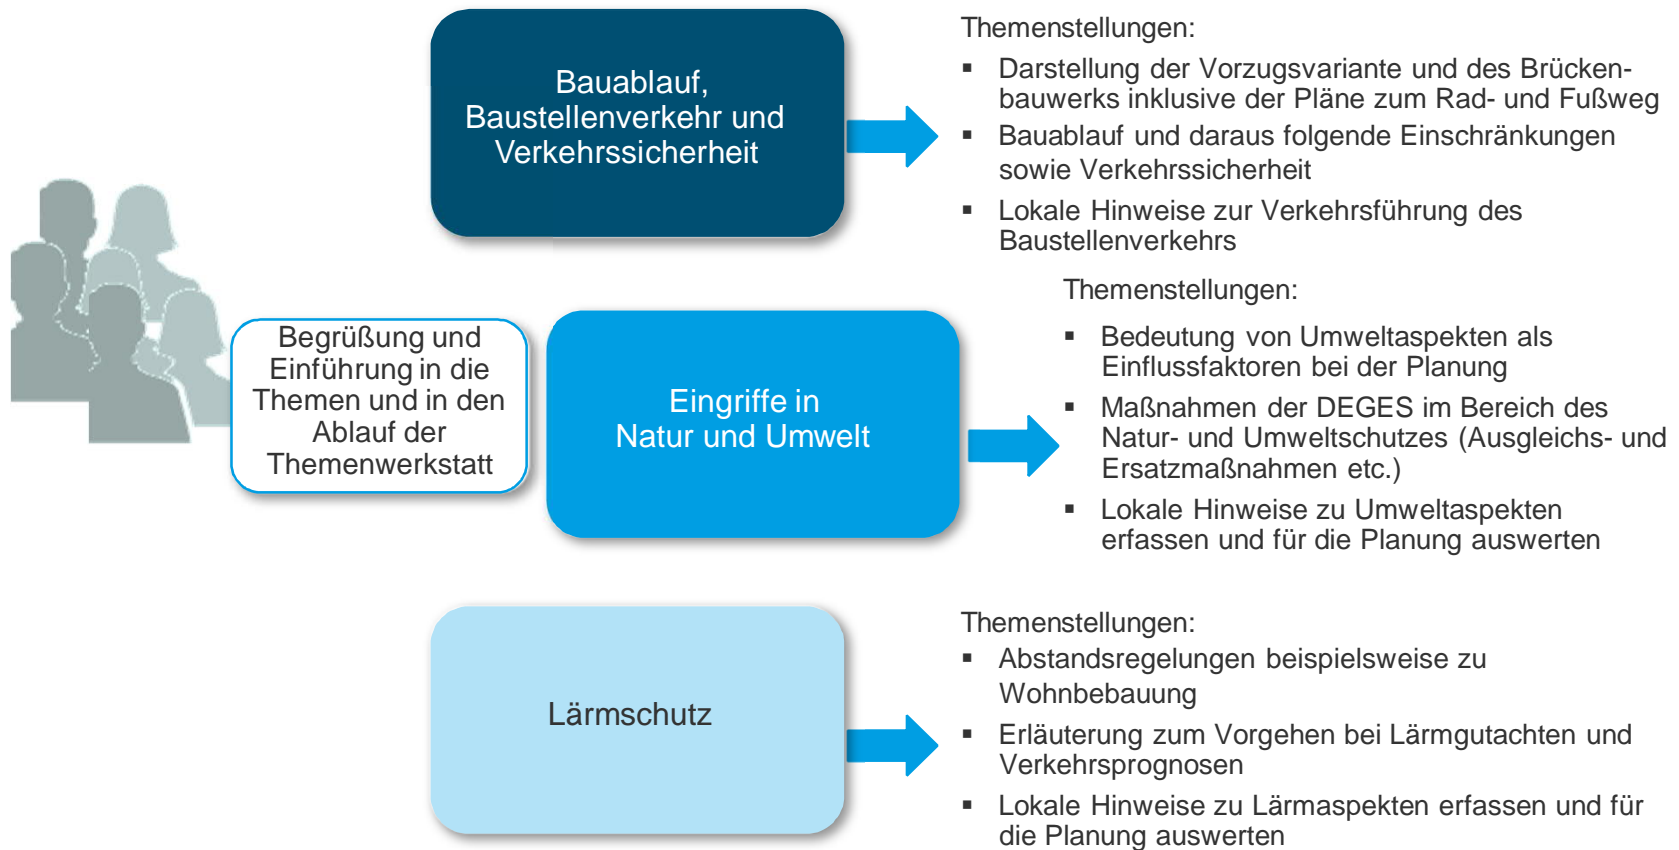 Begrüßung und
Einführung in die
Themen und in den
Ablauf der
Themenwerkstatt
Bauablauf,
Baustellenverkehr und
Verkehrssicherheit
Themenstellungen:
▪ Darstellung der Vorzugsvariante und des Brücken-
bauwerks inklusive der Pläne zum Rad- und Fußweg
▪ Bauablauf und daraus folgende Einschränkungen
sowie Verkehrssicherheit
▪ Lokale Hinweise zur Verkehrsführung des
Baustellenverkehrs
Eingriffe in
Natur und Umwelt
Themenstellungen:
▪ Bedeutung von Umweltaspekten als
Einflussfaktoren bei der Planung
▪ Maßnahmen der DEGES im Bereich des
Natur- und Umweltschutzes (Ausgleichs- und
Ersatzmaßnahmen etc.)
▪ Lokale Hinweise zu Umweltaspekten
erfassen und für die Planung auswerten
Lärmschutz
Themenstellungen:
▪ Abstandsregelungen beispielsweise zu
Wohnbebauung
▪ Erläuterung zum Vorgehen bei Lärmgutachten und
Verkehrsprognosen
▪ Lokale Hinweise zu Lärmaspekten erfassen und für
die Planung auswerten